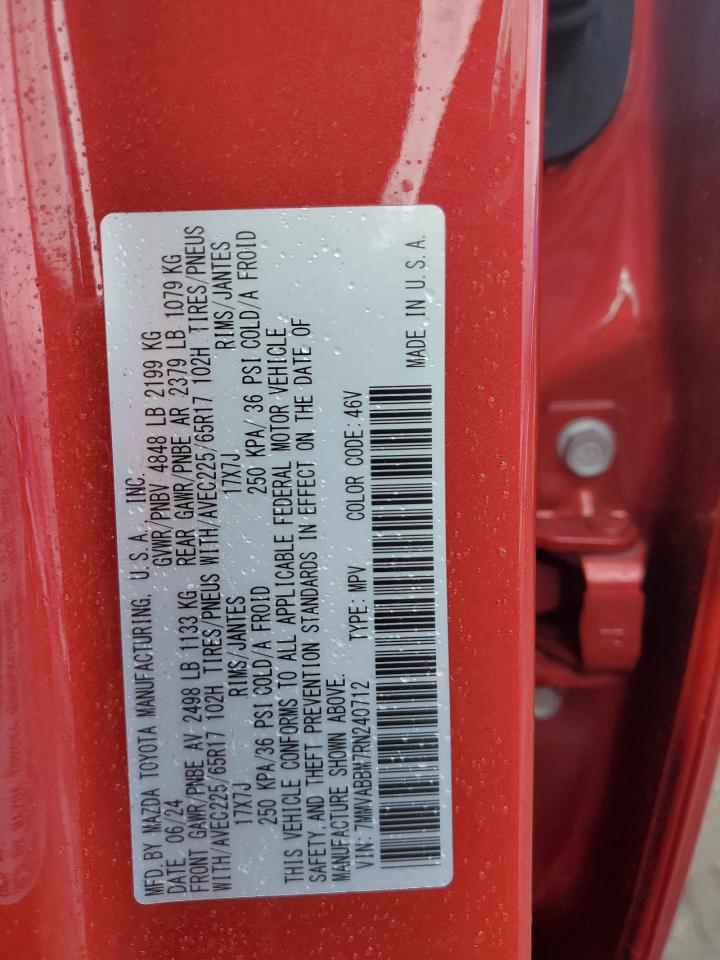 MFD. BY MAZDA TOYOTA MANUFACTURING, U.S.A., INC.
DATE 06/24 GVWR/PNBV 4848 LB 2199 KG
FRONT GAWR/PNBE AV 2498 LB 1133 KG REAR GAWR/PNBE AR 2379 LB 1079 KG
WITH/AVEC225/65R17 102H TIRES/PNEUS WITH/AVEC225/65R17 102H TIRES/PNEUS
17X7J RIMS/JANTES 17X7J RIMS/JANTES
250 KPA/36 PSI COLD/A FROID 250 KPA/36 PSI COLD/A FROID
THIS VEHICLE CONFORMS TO ALL APPLICABLE FEDERAL MOTOR VEHICLE
SAFETY,AND THEFT PREVENTION STANDARDS IN EFFECT ON THE DATE OF
MANUFACTURE SHOWN ABOVE.
VIN: 7MMVABBM7RN240712 TYPE: MPV COLOR CODE:46V
MADE IN U.S.A.